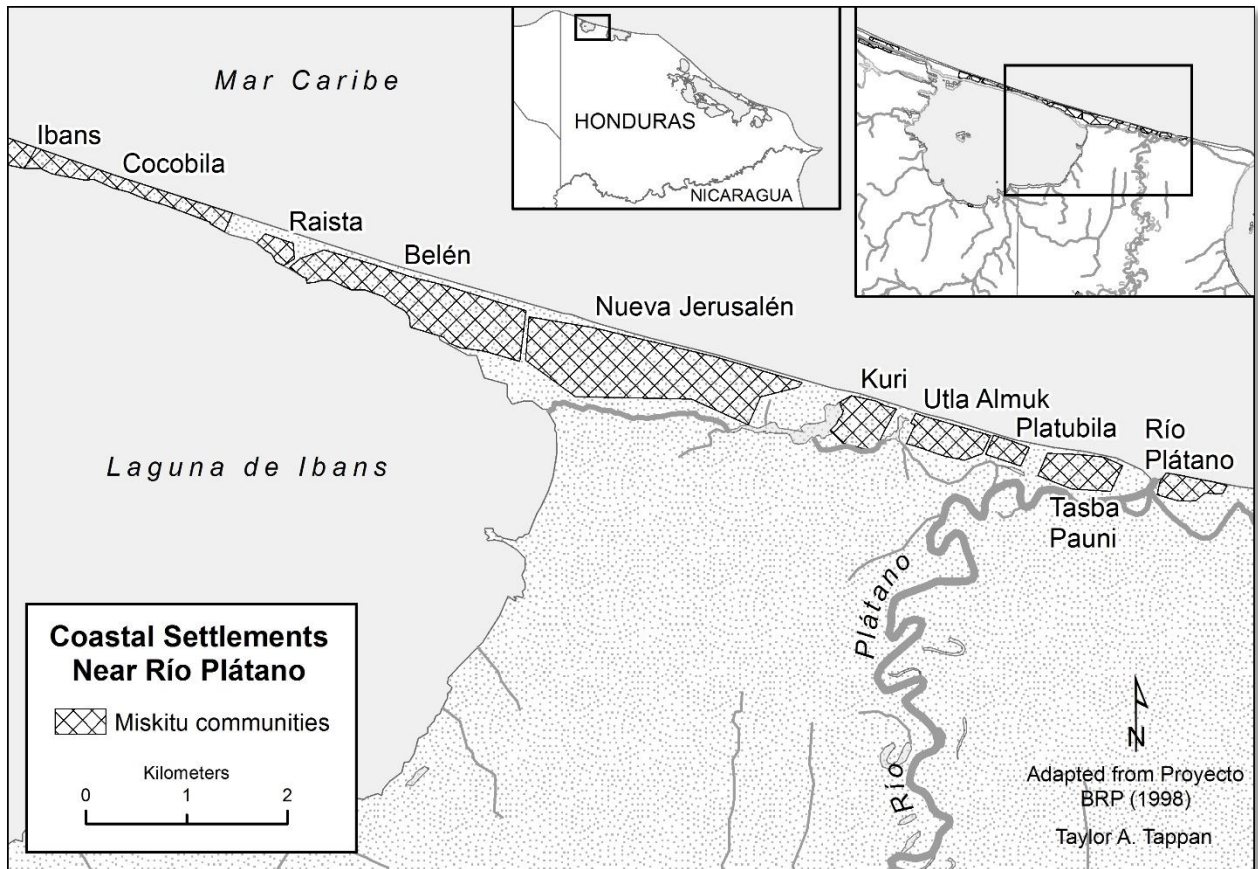 Mar Caribe
HONDURAS
NICARAGUA
Ibans
Cocobila
Raista
Belén
Nueva Jerusalén
Kuri
Utla Almuk
Platubila
Río
Plátano
Tasba
Pauni
Laguna de Ibans
Río Plátano
Coastal Settlements
Near Río Plátano
Miskitu communities
Kilometers
0 1 2
N
Adapted from Proyecto
BRP (1998)
Taylor A. Tappan